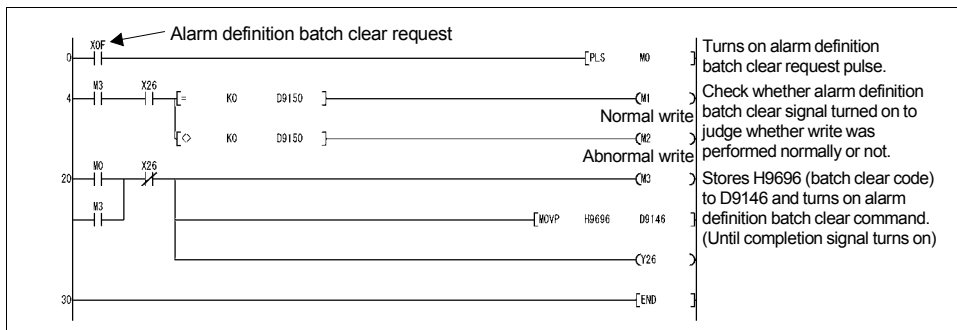 X0F
Alarm definition batch clear request
0
[PLS M0 ]
Turns on alarm definition
batch clear request pulse.
M3 X26
4
[= K0 D9150 ]
(M1 )
Normal write
Check whether alarm definition
batch clear signal turned on to
judge whether write was
performed normally or not.
[<> K0 D9150 ]
(M2 )
Abnormal write
M0 X26
20
(M3 )
Stores H9696 (batch clear code)
to D9146 and turns on alarm
definition batch clear command.
(Until completion signal turns on)
M3
[MOVP H9696 D9146 ]
(Y26 )
30
[END ]